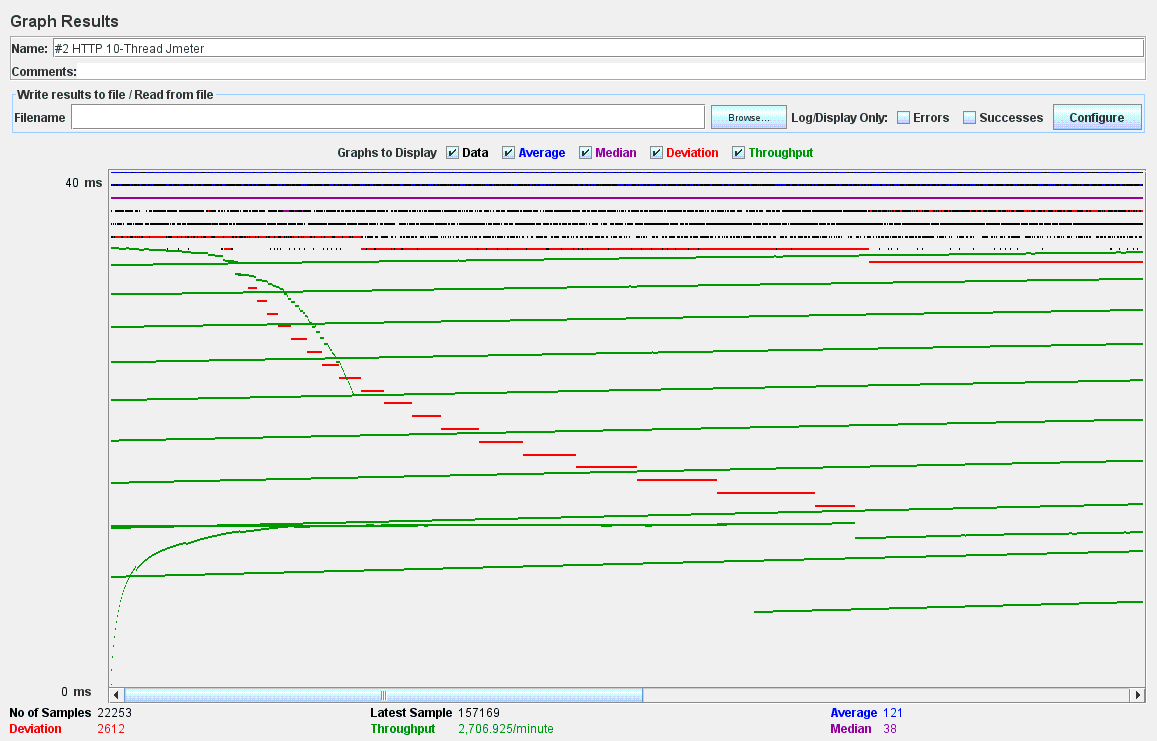 Graph Results
Name: #2 HTTP 10-Thread Jmeter
Comments:
Write results to file / Read from file
Filename Browse... Log/Display Only: Errors Successes Configure
Graphs to Display Data Average Median Deviation Throughput
40 ms
0 ms
No of Samples 22253 Latest Sample 157169 Average 121
Deviation 2612 Throughput 2,706.925/minute Median 38